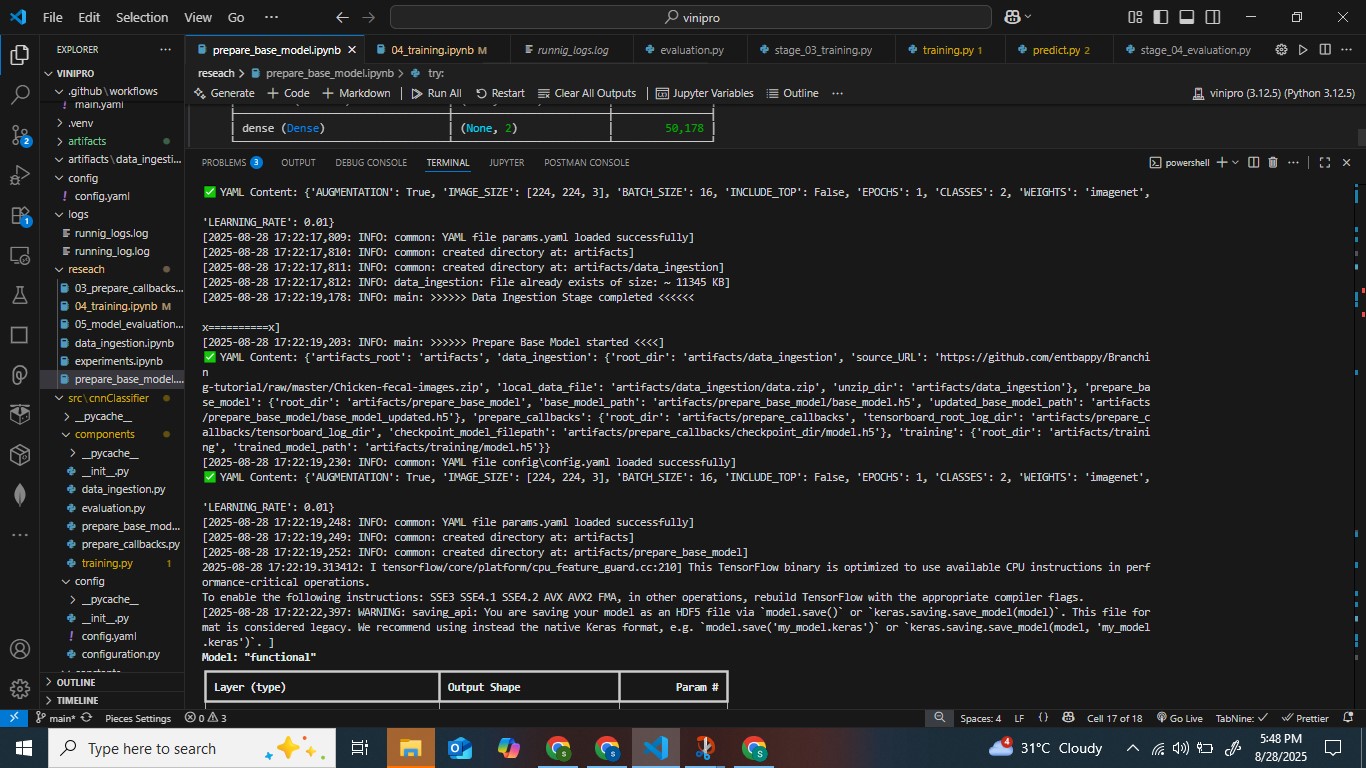 File Edit Selection View Go ··· vinipro
EXPLORER ···
prepare_base_model.ipynb 04_training.ipynb M runnig_logs.log evaluation.py stage_03_training.py training.py 1 predict.py 2 stage_04_evaluation.py
reseach > prepare_base_model.ipynb > try:
Generate + Code + Markdown Run All Restart Clear All Outputs Jupyter Variables Outline ··· vinipro (3.12.5) (Python 3.12.5)
dense (Dense) (None, 2) 50,178
PROBLEMS 3 OUTPUT DEBUG CONSOLE TERMINAL JUPYTER POSTMAN CONSOLE powershell
VINIPRO
.github\workflows
main.yaml
.venv
artifacts
artifacts\data_ingesti...
config
config.yaml
logs
runnig_logs.log
running_log.log
reseach
03_prepare_callbacks...
04_training.ipynb M
05_model_evaluation...
data_ingestion.ipynb
experiments.ipynb
prepare_base_model....
src\cnnClassifier
__pycache__
components
__pycache__
__init__.py
data_ingestion.py
evaluation.py
prepare_base_mod...
prepare_callbacks.py
training.py 1
config
__pycache__
__init__.py
config.yaml
configuration.py
OUTLINE
TIMELINE
2
1
✅ YAML Content: {'AUGMENTATION': True, 'IMAGE_SIZE': [224, 224, 3], 'BATCH_SIZE': 16, 'INCLUDE_TOP': False, 'EPOCHS': 1, 'CLASSES': 2, 'WEIGHTS': 'imagenet',
'LEARNING_RATE': 0.01}
[2025-08-28 17:22:17,809: INFO: common: YAML file params.yaml loaded successfully]
[2025-08-28 17:22:17,810: INFO: common: created directory at: artifacts]
[2025-08-28 17:22:17,811: INFO: common: created directory at: artifacts/data_ingestion]
[2025-08-28 17:22:17,812: INFO: data_ingestion: File already exists of size: ~ 11345 KB]
[2025-08-28 17:22:19,178: INFO: main: >>>>>> Data Ingestion Stage completed <<<<<<
x==========x]
[2025-08-28 17:22:19,203: INFO: main: >>>>>> Prepare Base Model started <<<<]
✅ YAML Content: {'artifacts_root': 'artifacts', 'data_ingestion': {'root_dir': 'artifacts/data_ingestion', 'source_URL': 'https://github.com/entbappy/Branchi
n
g-tutorial/raw/master/Chicken-fecal-images.zip', 'local_data_file': 'artifacts/data_ingestion/data.zip', 'unzip_dir': 'artifacts/data_ingestion'}, 'prepare_ba
se_model': {'root_dir': 'artifacts/prepare_base_model', 'base_model_path': 'artifacts/prepare_base_model/base_model.h5', 'updated_base_model_path': 'artifacts
/prepare_base_model/base_model_updated.h5'}, 'prepare_callbacks': {'root_dir': 'artifacts/prepare_callbacks', 'tensorboard_root_log_dir': 'artifacts/prepare_c
allbacks/tensorboard_log_dir', 'checkpoint_model_filepath': 'artifacts/prepare_callbacks/checkpoint_dir/model.h5'}, 'training': {'root_dir': 'artifacts/traini
ng', 'trained_model_path': 'artifacts/training/model.h5'}}
[2025-08-28 17:22:19,230: INFO: common: YAML file config\config.yaml loaded successfully]
✅ YAML Content: {'AUGMENTATION': True, 'IMAGE_SIZE': [224, 224, 3], 'BATCH_SIZE': 16, 'INCLUDE_TOP': False, 'EPOCHS': 1, 'CLASSES': 2, 'WEIGHTS': 'imagenet',
'LEARNING_RATE': 0.01}
[2025-08-28 17:22:19,248: INFO: common: YAML file params.yaml loaded successfully]
[2025-08-28 17:22:19,249: INFO: common: created directory at: artifacts]
[2025-08-28 17:22:19,252: INFO: common: created directory at: artifacts/prepare_base_model]
2025-08-28 17:22:19.313412: I tensorflow/core/platform/cpu_feature_guard.cc:210] This TensorFlow binary is optimized to use available CPU instructions in perf
ormance-critical operations.
To enable the following instructions: SSE3 SSE4.1 SSE4.2 AVX AVX2 FMA, in other operations, rebuild TensorFlow with the appropriate compiler flags.
[2025-08-28 17:22:22,397: WARNING: saving_api: You are saving your model as an HDF5 file via `model.save()` or `keras.saving.save_model(model)`. This file for
mat is considered legacy. We recommend using instead the native Keras format, e.g. `model.save('my_model.keras')` or `keras.saving.save_model(model, 'my_model
.keras')`. ]
Model: "functional"
Layer (type) Output Shape Param #
main* Pieces Settings 0 3 Spaces: 4 LF {} Cell 17 of 18 Go Live TabNine: Prettier
Type here to search 4 31°C Cloudy 5:48 PM
8/28/2025